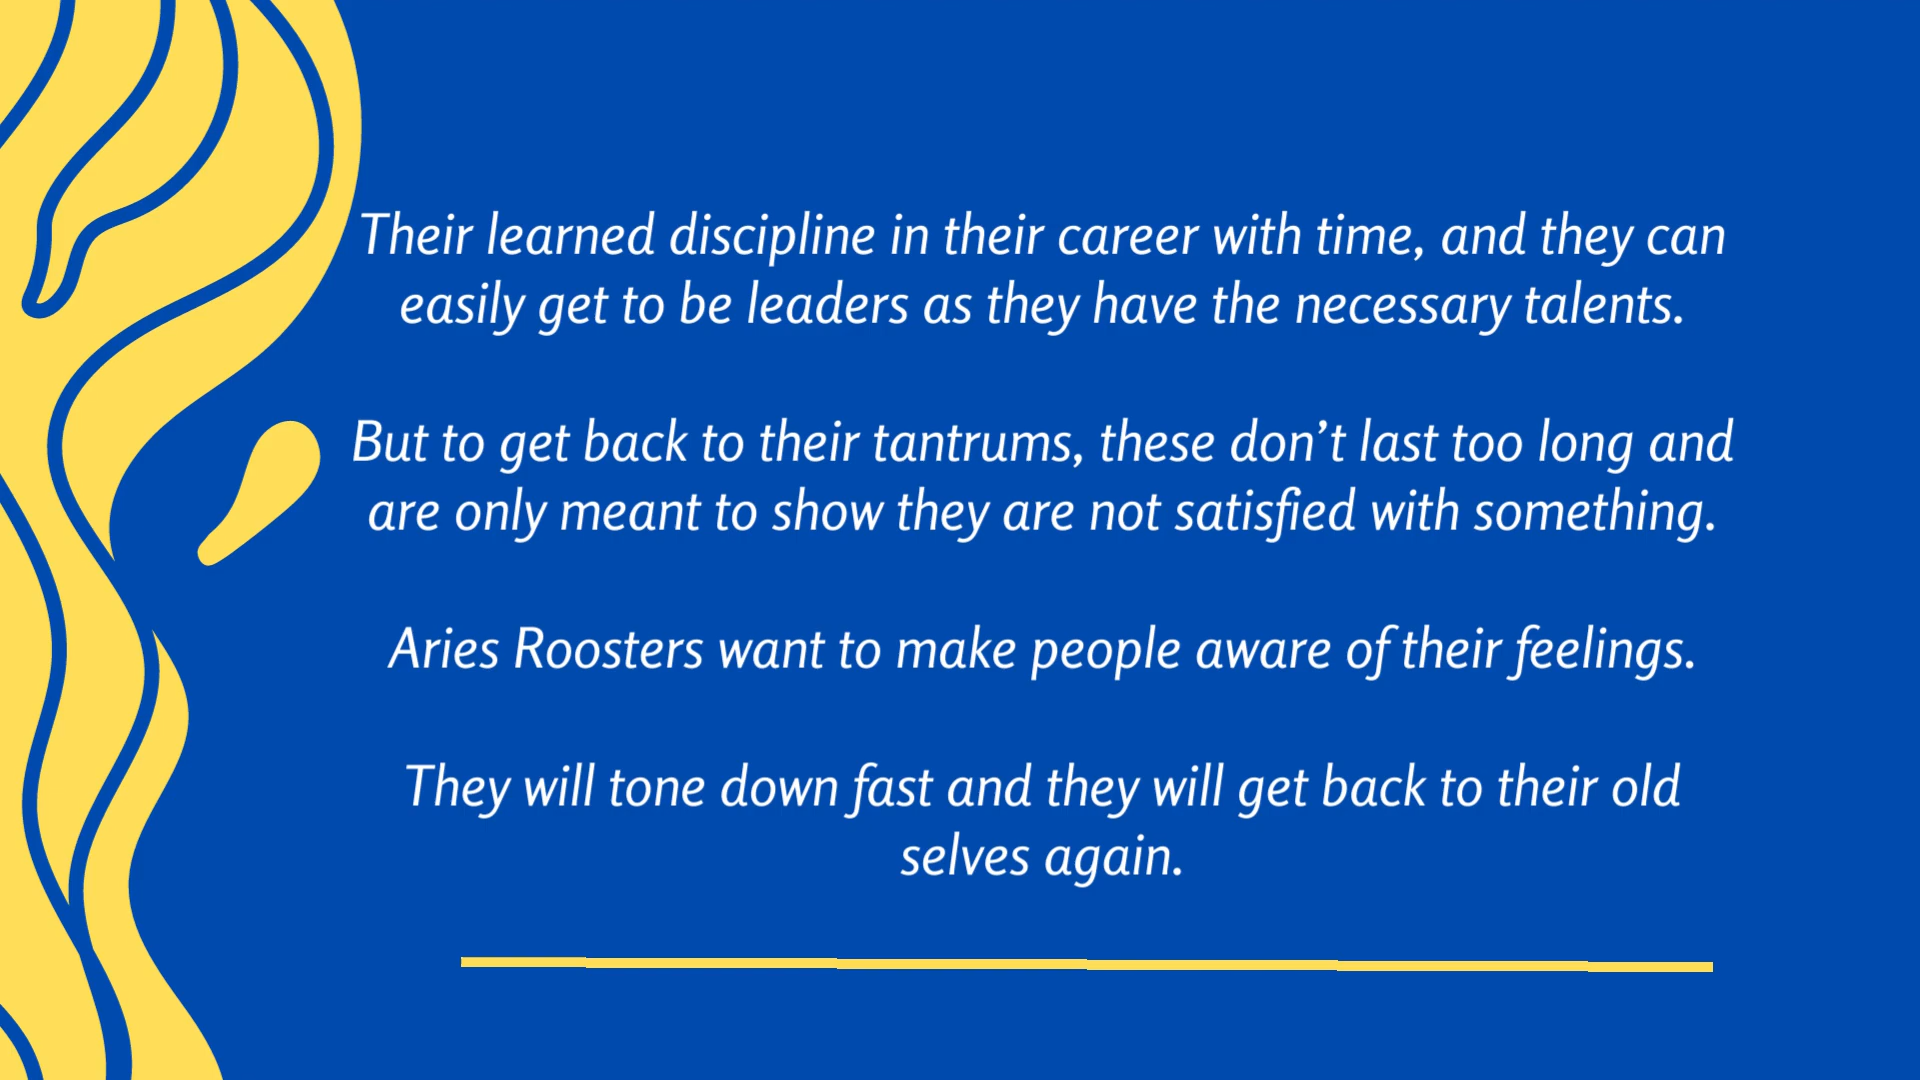 Their learned discipline in their career with time, and they can
easily get to be leaders as they have the necessary talents.
But to get back to their tantrums, these don’t last too long and
are only meant to show they are not satisfied with something.
Aries Roosters want to make people aware of their feelings.
They will tone down fast and they will get back to their old
selves again.